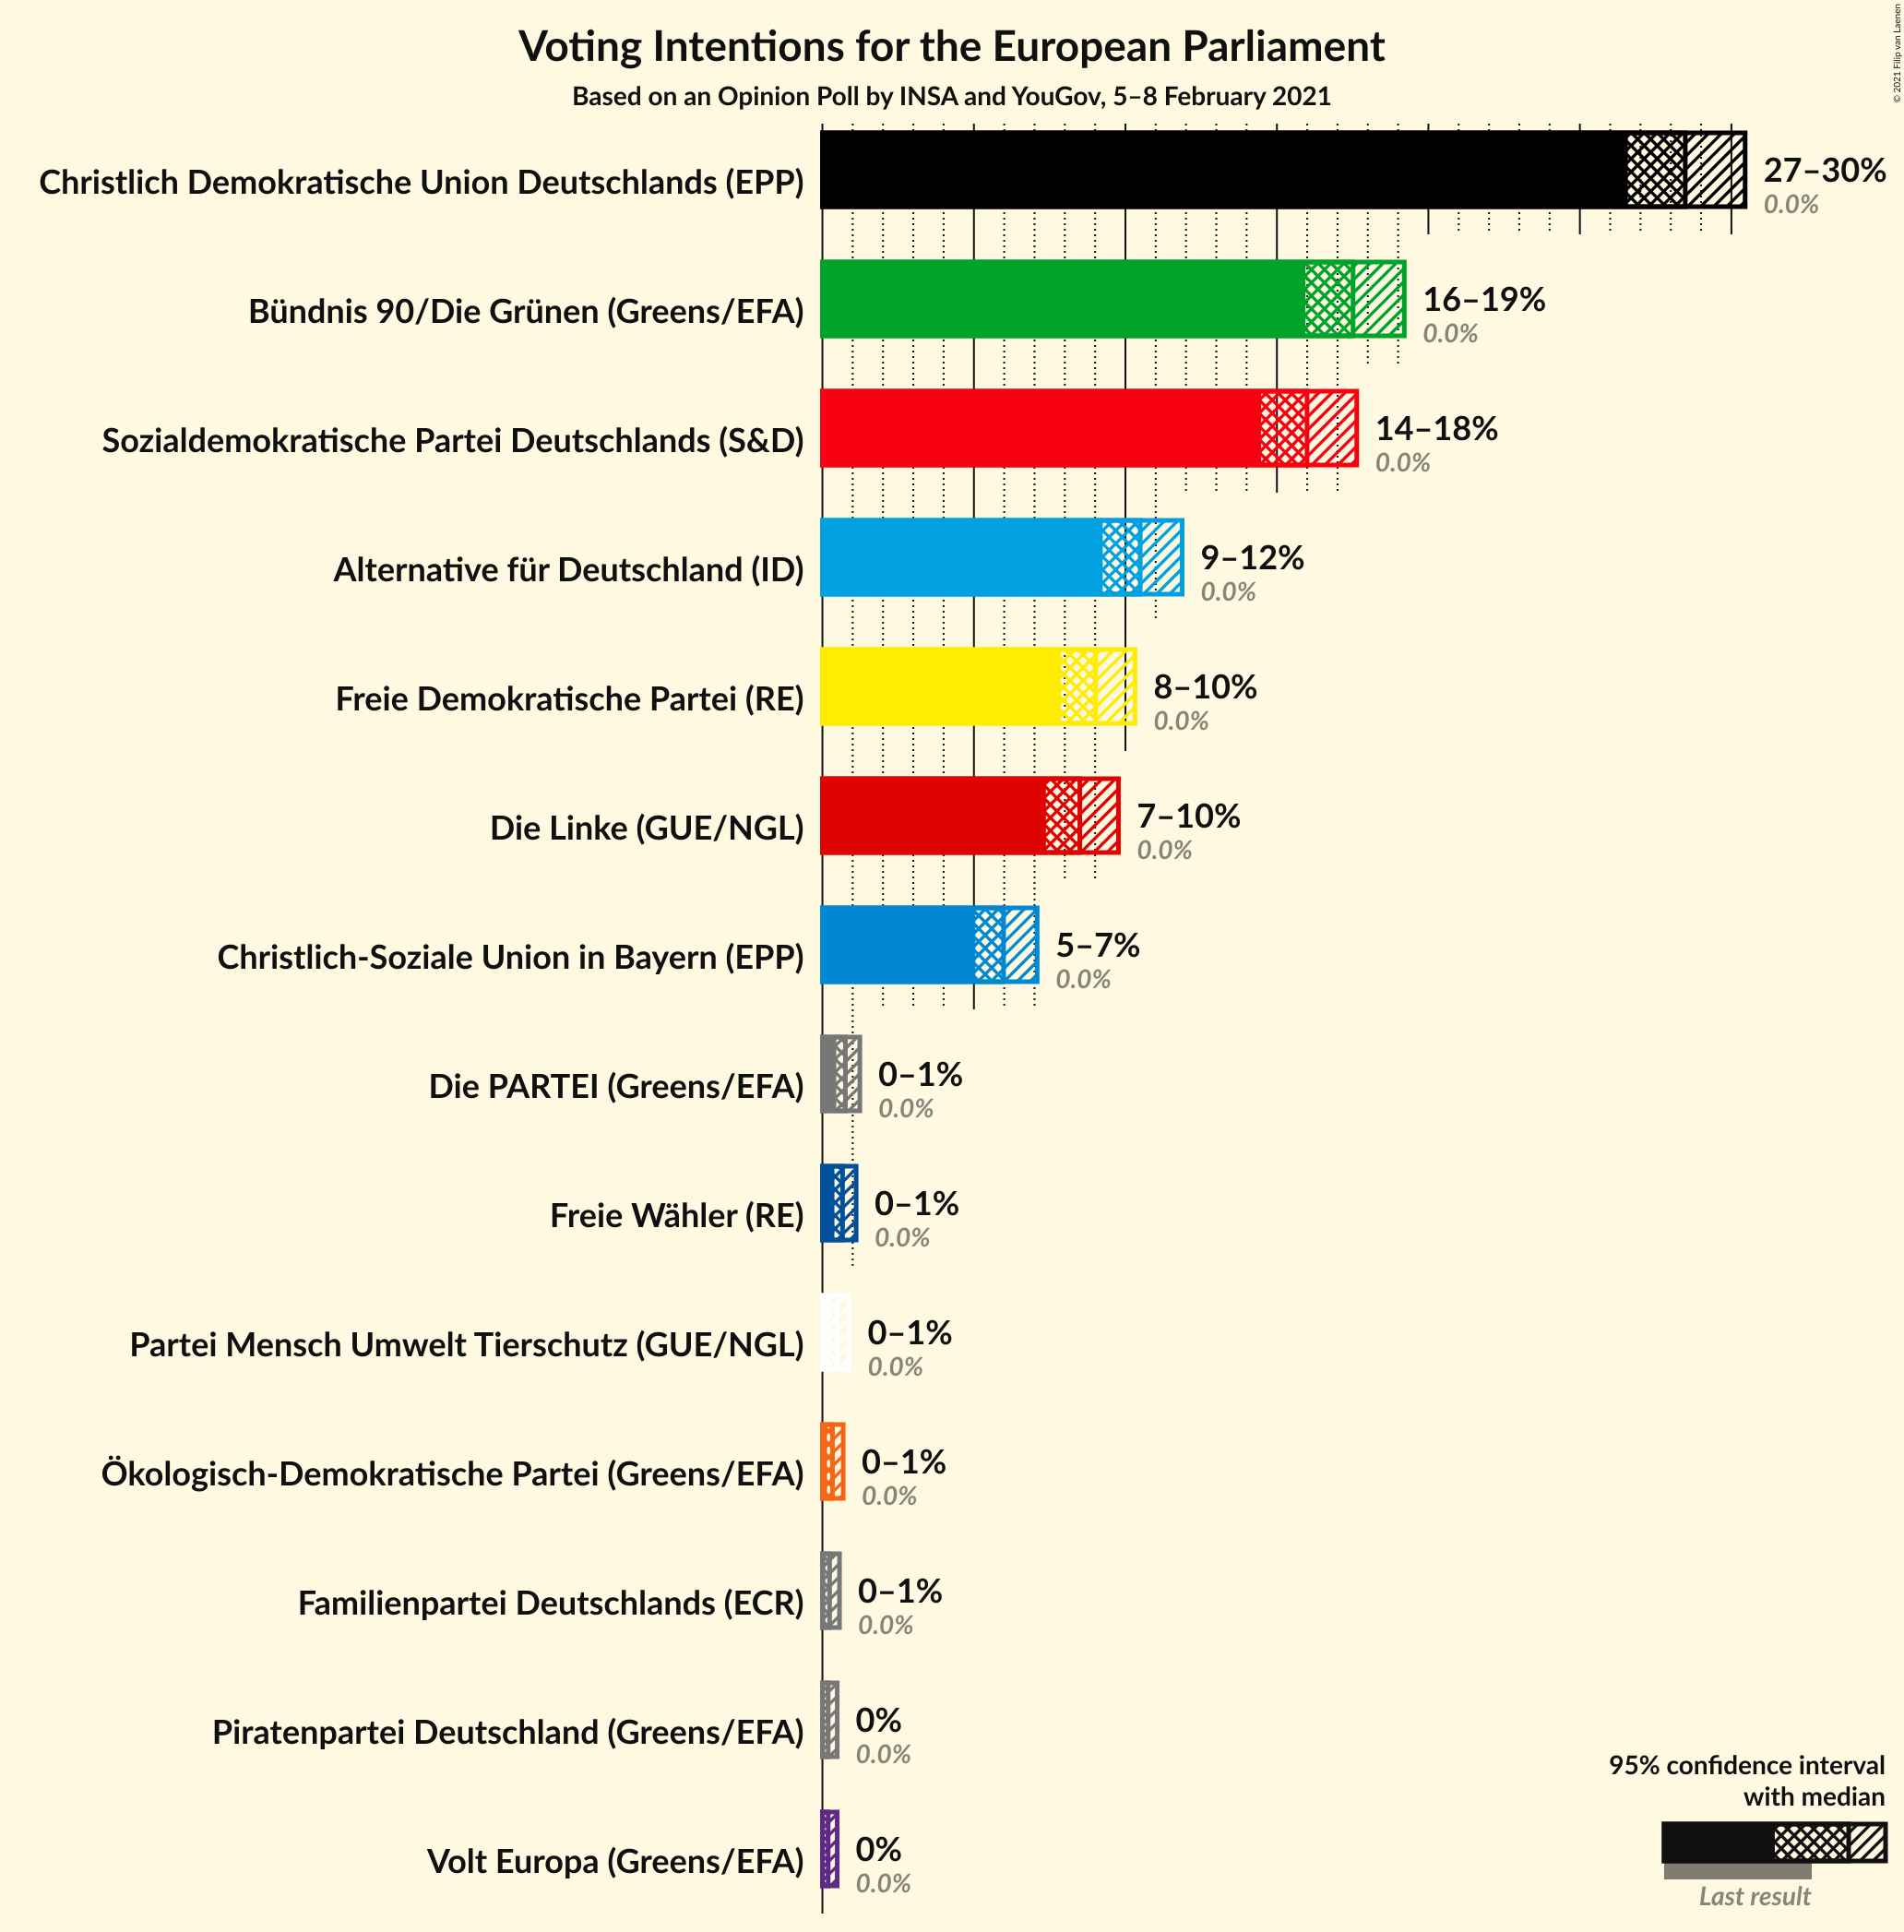 Voting Intentions for the European Parliament
Based on an Opinion Poll by INSA and YouGov, 5–8 February 2021
© 2021 Filip van Laenen
Christlich Demokratische Union Deutschlands (EPP)
27–30%
0.0%
Bündnis 90/Die Grünen (Greens/EFA)
16–19%
0.0%
Sozialdemokratische Partei Deutschlands (S&D)
14–18%
0.0%
Alternative für Deutschland (ID)
9–12%
0.0%
Freie Demokratische Partei (RE)
8–10%
0.0%
Die Linke (GUE/NGL)
7–10%
0.0%
Christlich-Soziale Union in Bayern (EPP)
5–7%
0.0%
Die PARTEI (Greens/EFA)
0–1%
0.0%
Freie Wähler (RE)
0–1%
0.0%
Partei Mensch Umwelt Tierschutz (GUE/NGL)
0–1%
0.0%
Ökologisch-Demokratische Partei (Greens/EFA)
0–1%
0.0%
Familienpartei Deutschlands (ECR)
0–1%
0.0%
Piratenpartei Deutschland (Greens/EFA)
0%
0.0%
Volt Europa (Greens/EFA)
0%
0.0%
95% confidence interval
with median
Last result